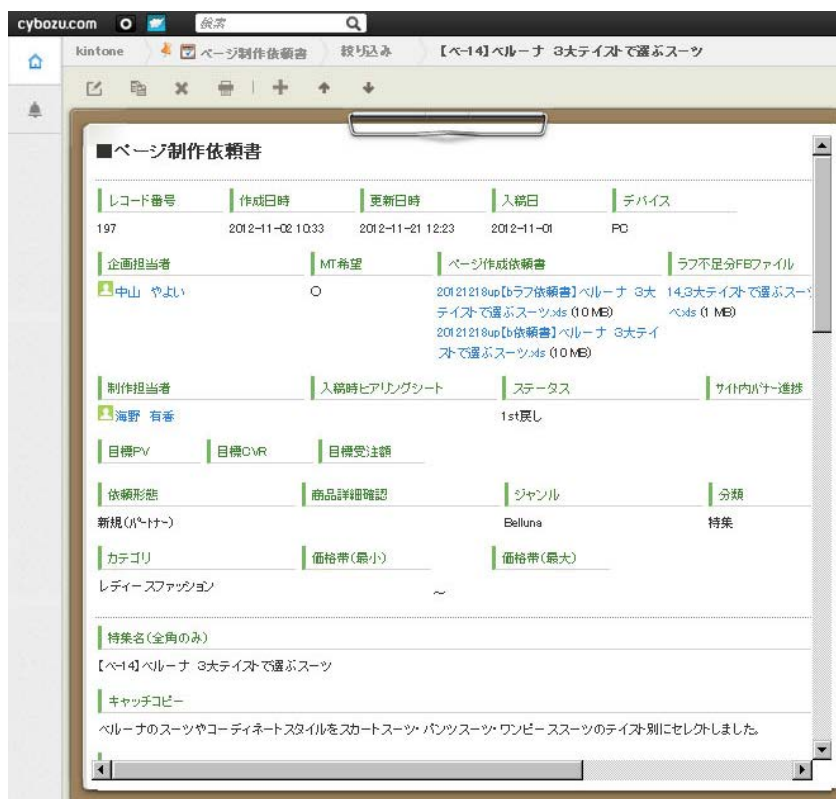 cybozu.com 検索
kintone ページ制作依頼書 絞り込み 【ベ-14】ベルーナ 3大テイストで選ぶスーツ
■ページ制作依頼書
レコード番号 作成日時 更新日時 入稿日 デバイス
197 2012-11-02 10:33 2012-11-21 12:23 2012-11-01 PC
企画担当者 MT希望 ページ作成依頼書 ラフ不足分FBファイル
中山 やよい ○ 20121218up【bラフ依頼書】ベルーナ 3大 14_3大テイストで選ぶスーツ
テイストで選ぶスーツ.xls (10 MB) ベ.xls (1 MB)
20121218up【b依頼書】ベルーナ 3大テイ
ストで選ぶスーツ.xls (10 MB)
制作担当者 入稿時ヒアリングシート ステータス サイト内バナー進捗
海野 有香 1st戻し
目標PV 目標CVR 目標受注額
依頼形態 商品詳細確認 ジャンル 分類
新規(パートナー) Belluna 特集
カテゴリ 価格帯(最小) 価格帯(最大)
レディースファッション ～
特集名(全角のみ)
【ベ-14】ベルーナ 3大テイストで選ぶスーツ
キャッチコピー
ベルーナのスーツやコーディネートスタイルをスカートスーツ・パンツスーツ・ワンピーススーツのテイスト別にセレクトしました。